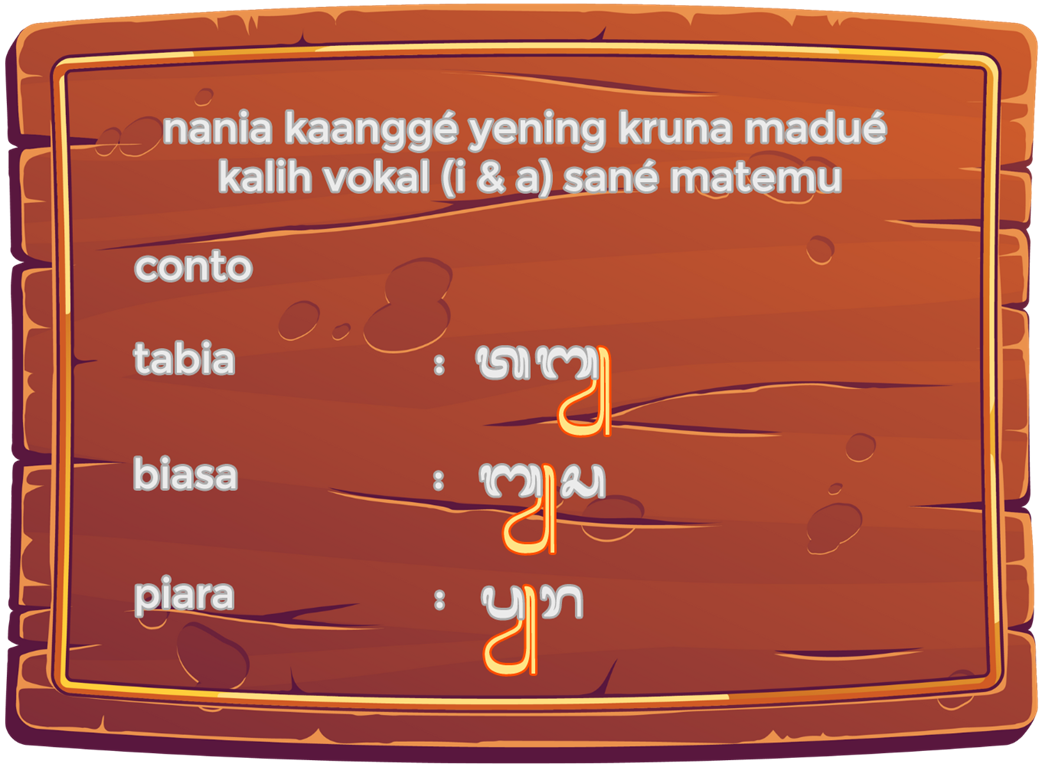 nania kaanggé yening kruna madué
kalih vokal (i & a) sané matemu
conto
tabia : ᬢᬩ᭄ᬬ
biasa : ᬩ᭄ᬬᬲ
piara : ᬧ᭄ᬬᬭ